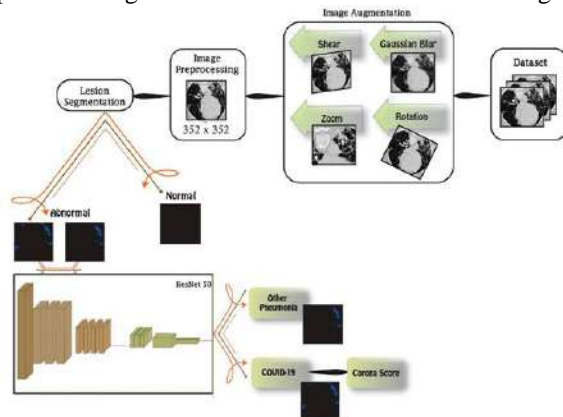 Image Augmentation
Shear
Gaussian Blur
Zoom
Rotation
Dataset
Image
Preprocessing
352 x 352
Lesion
Segmentation
Normal
Abnormal
ResNet 50
Other
Pneumonia
COVID-19
Corona Score